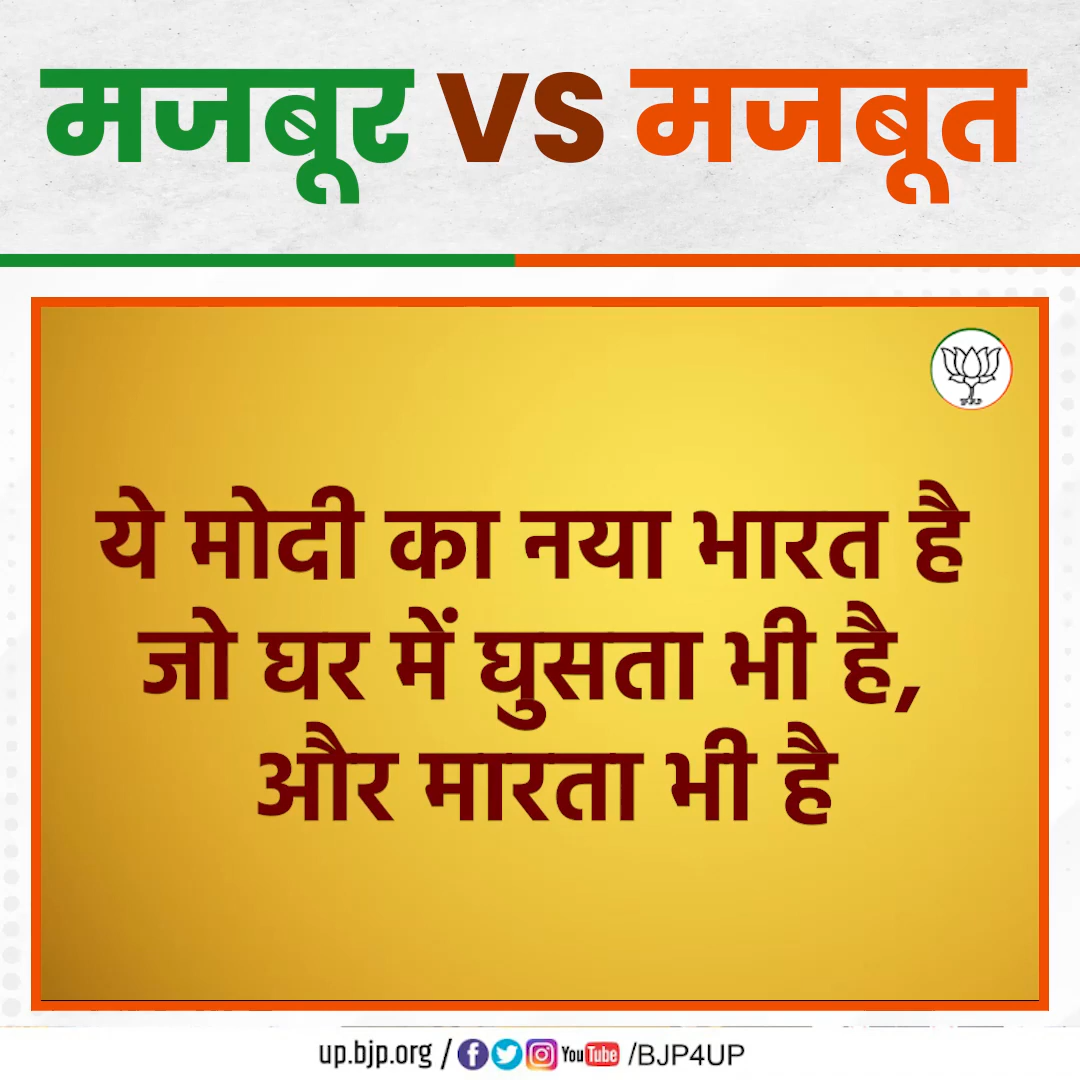 मजबूर VS मजबूत
ये मोदी का नया भारत है
जो घर में घुसता भी है,
और मारता भी है
up.bjp.org / YouTube /BJP4UP